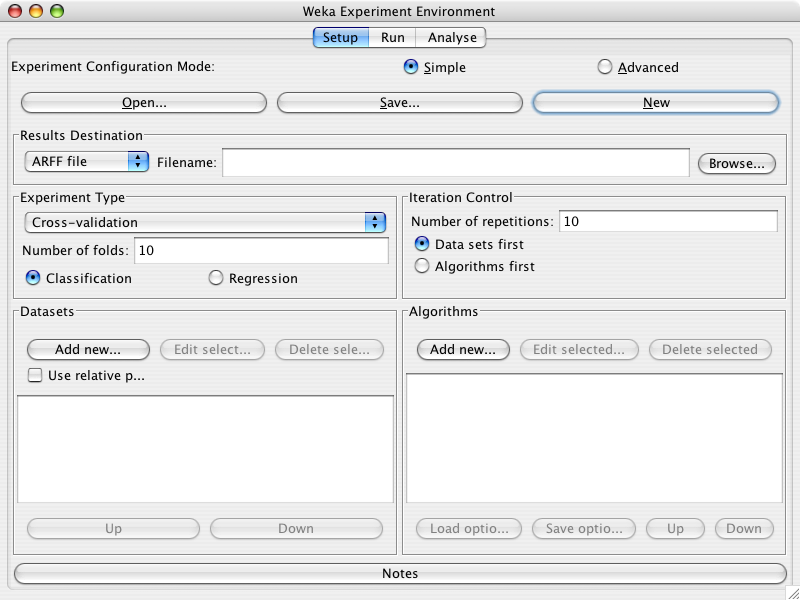 Weka Experiment Environment
Setup Run Analyse
Experiment Configuration Mode: Simple Advanced
Open... Save... New
Results Destination
ARFF file Filename: Browse...
Experiment Type
Cross-validation
Number of folds: 10
Classification Regression
Iteration Control
Number of repetitions: 10
Data sets first
Algorithms first
Datasets
Add new... Edit select... Delete sele...
Use relative p...
Up Down
Algorithms
Add new... Edit selected... Delete selected
Load optio... Save optio... Up Down
Notes